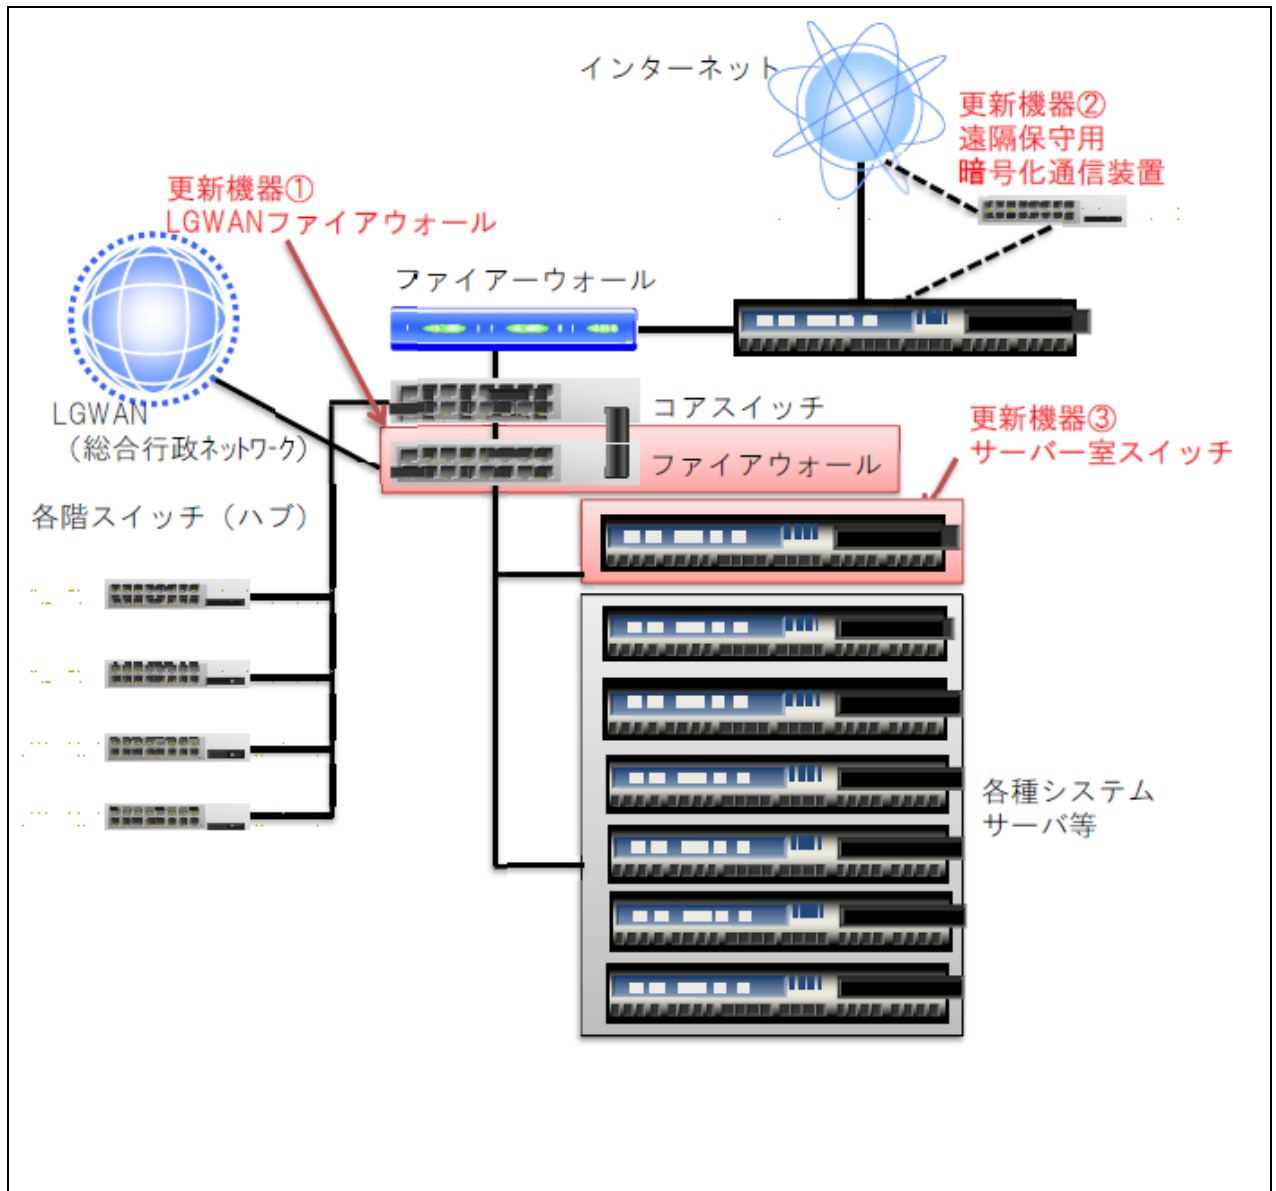 インターネット
更新機器②
遠隔保守用
暗号化通信装置
更新機器①
LGWANファイアウォール
ファイアーウォール
LGWAN
（総合行政ネットワーク）
コアスイッチ
ファイアウォール
更新機器③
サーバー室スイッチ
各階スイッチ（ハブ）
各種システム
サーバ等